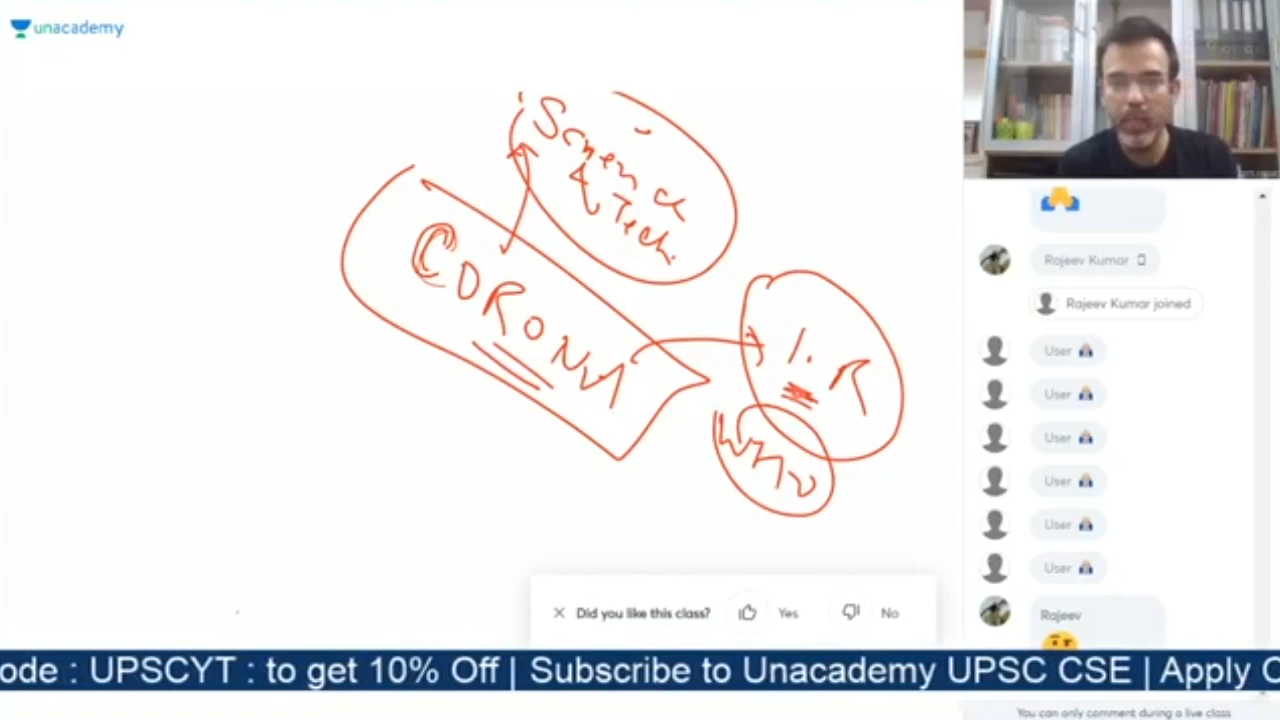 unacademy
Science
& Tech.
CORONA
I. R
WHO
Rajeev Kumar
Rajeev Kumar joined
User
User
User
User
User
User
Rajeev
Did you like this class? Yes No
ode : UPSCYT : to get 10% Off | Subscribe to Unacademy UPSC CSE | Apply C
You can only comment during a live class